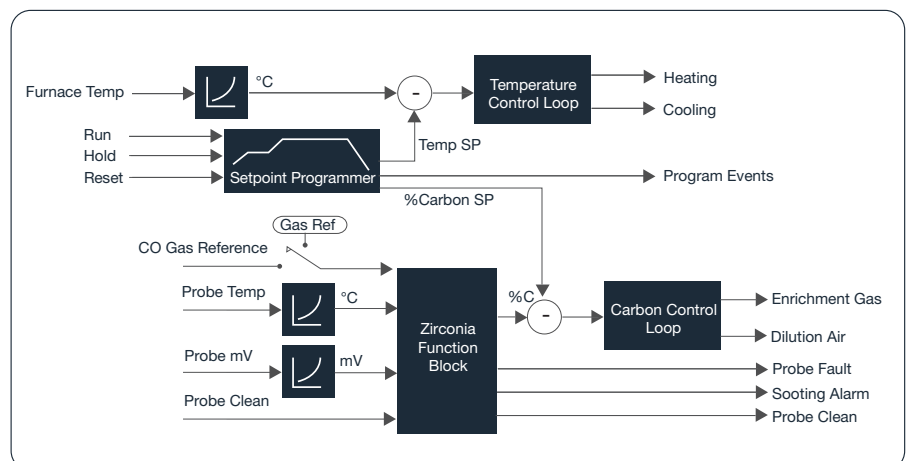 Furnace Temp
°C
-
Temperature
Control Loop
Heating
Cooling
Run
Hold
Reset
Setpoint Programmer
Temp SP
Program Events
%Carbon SP
Gas Ref
CO Gas Reference
Probe Temp
°C
Probe mV
mV
Probe Clean
Zirconia
Function
Block
%C
-
Carbon Control
Loop
Enrichment Gas
Dilution Air
Probe Fault
Sooting Alarm
Probe Clean